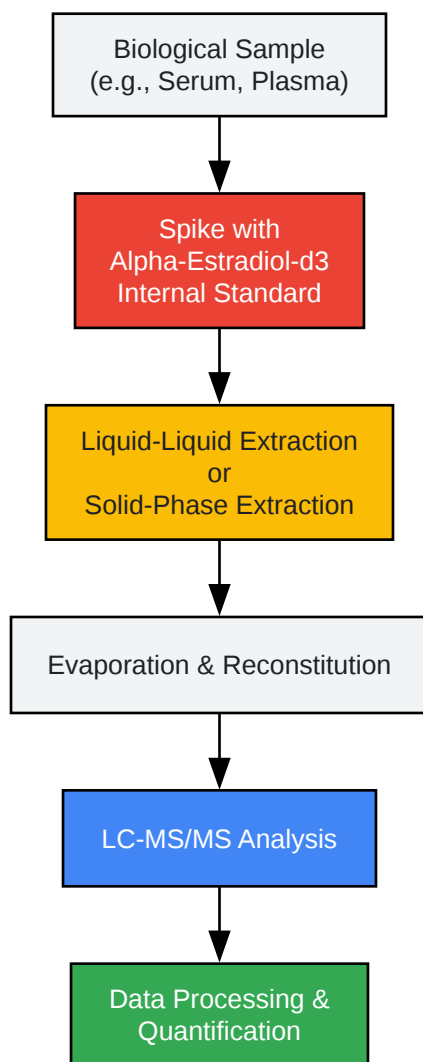 Biological Sample
(e.g., Serum, Plasma)
Spike with
Alpha-Estradiol-d3
Internal Standard
Liquid-Liquid Extraction
or
Solid-Phase Extraction
Evaporation & Reconstitution
LC-MS/MS Analysis
Data Processing &
Quantification